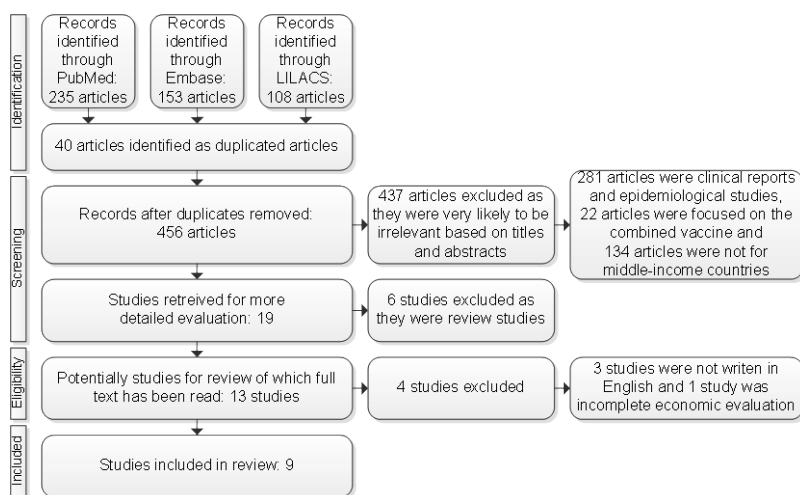 Identification
Records
identified
through
PubMed:
235 articles
Records
identified
through
Embase:
153 articles
Records
identified
through
LILACS:
108 articles
40 articles identified as duplicated articles
Screening
Records after duplicates removed:
456 articles
437 articles excluded as
they were very likely to be
irrelevant based on titles
and abstracts
281 articles were clinical reports
and epidemiological studies,
22 articles were focused on the
combined vaccine and
134 articles were not for
middle-income countries
Studies retreived for more
detailed evaluation: 19
6 studies excluded as
they were review studies
Eligibility
Potentially studies for review of which full
text has been read: 13 studies
4 studies excluded
3 studies were not writen in
English and 1 study was
incomplete economic evaluation
Included
Studies included in review: 9